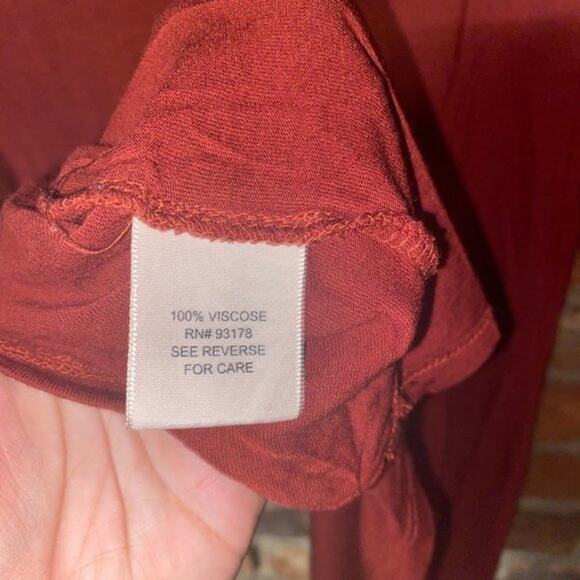 100% VISCOSE
RN# 93178
SEE REVERSE
FOR CARE